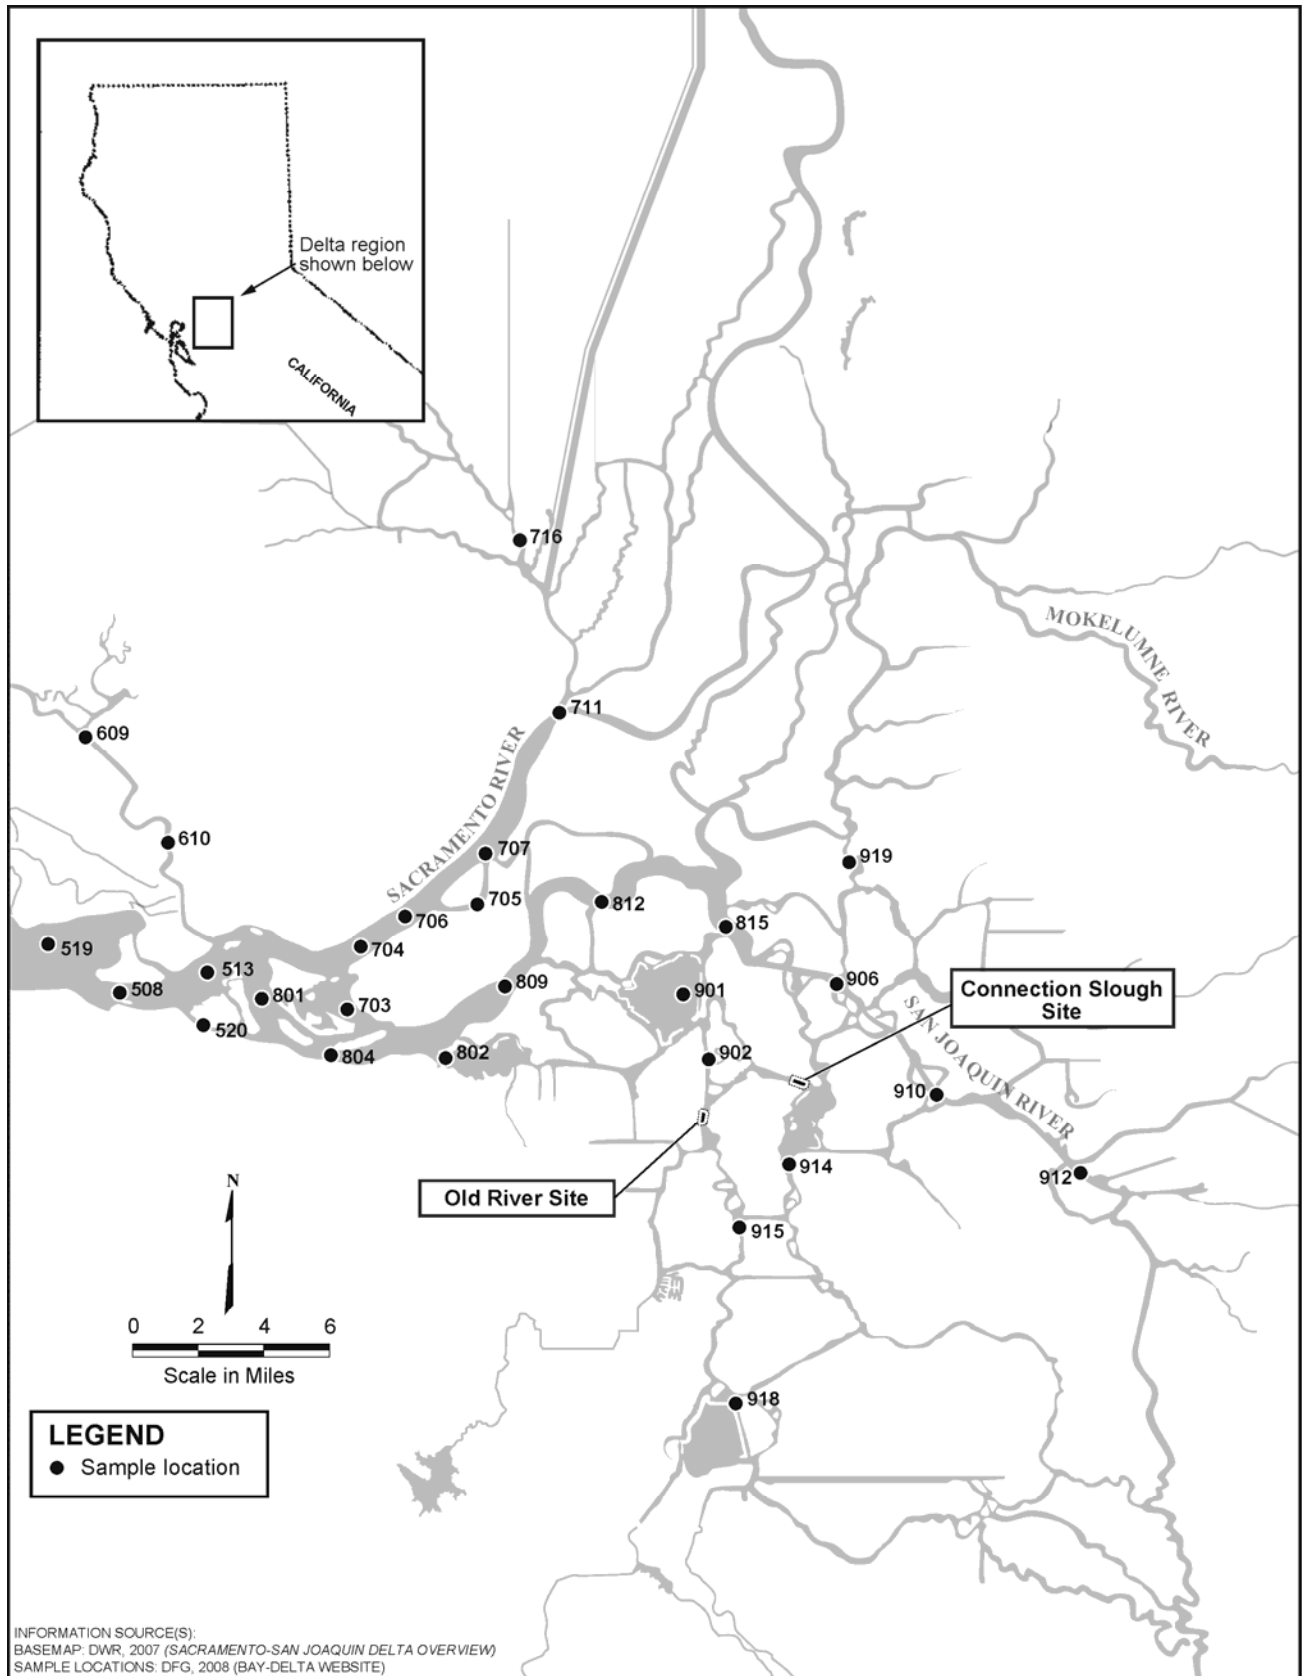 Delta region
shown below
CALIFORNIA
716
MOKELUMNE RIVER
711
609
SACRAMENTO RIVER
610
707
919
705
812
706
815
704
519
513
809
906
508
801
901
Connection Slough
Site
703
SAN JOAQUIN RIVER
520
804
802
902
910
914
912
Old River Site
N
915
0 2 4 6
Scale in Miles
918
LEGEND
Sample location
INFORMATION SOURCE(S):
BASEMAP: DWR, 2007 (SACRAMENTO-SAN JOAQUIN DELTA OVERVIEW)
SAMPLE LOCATIONS: DFG, 2008 (BAY-DELTA WEBSITE)